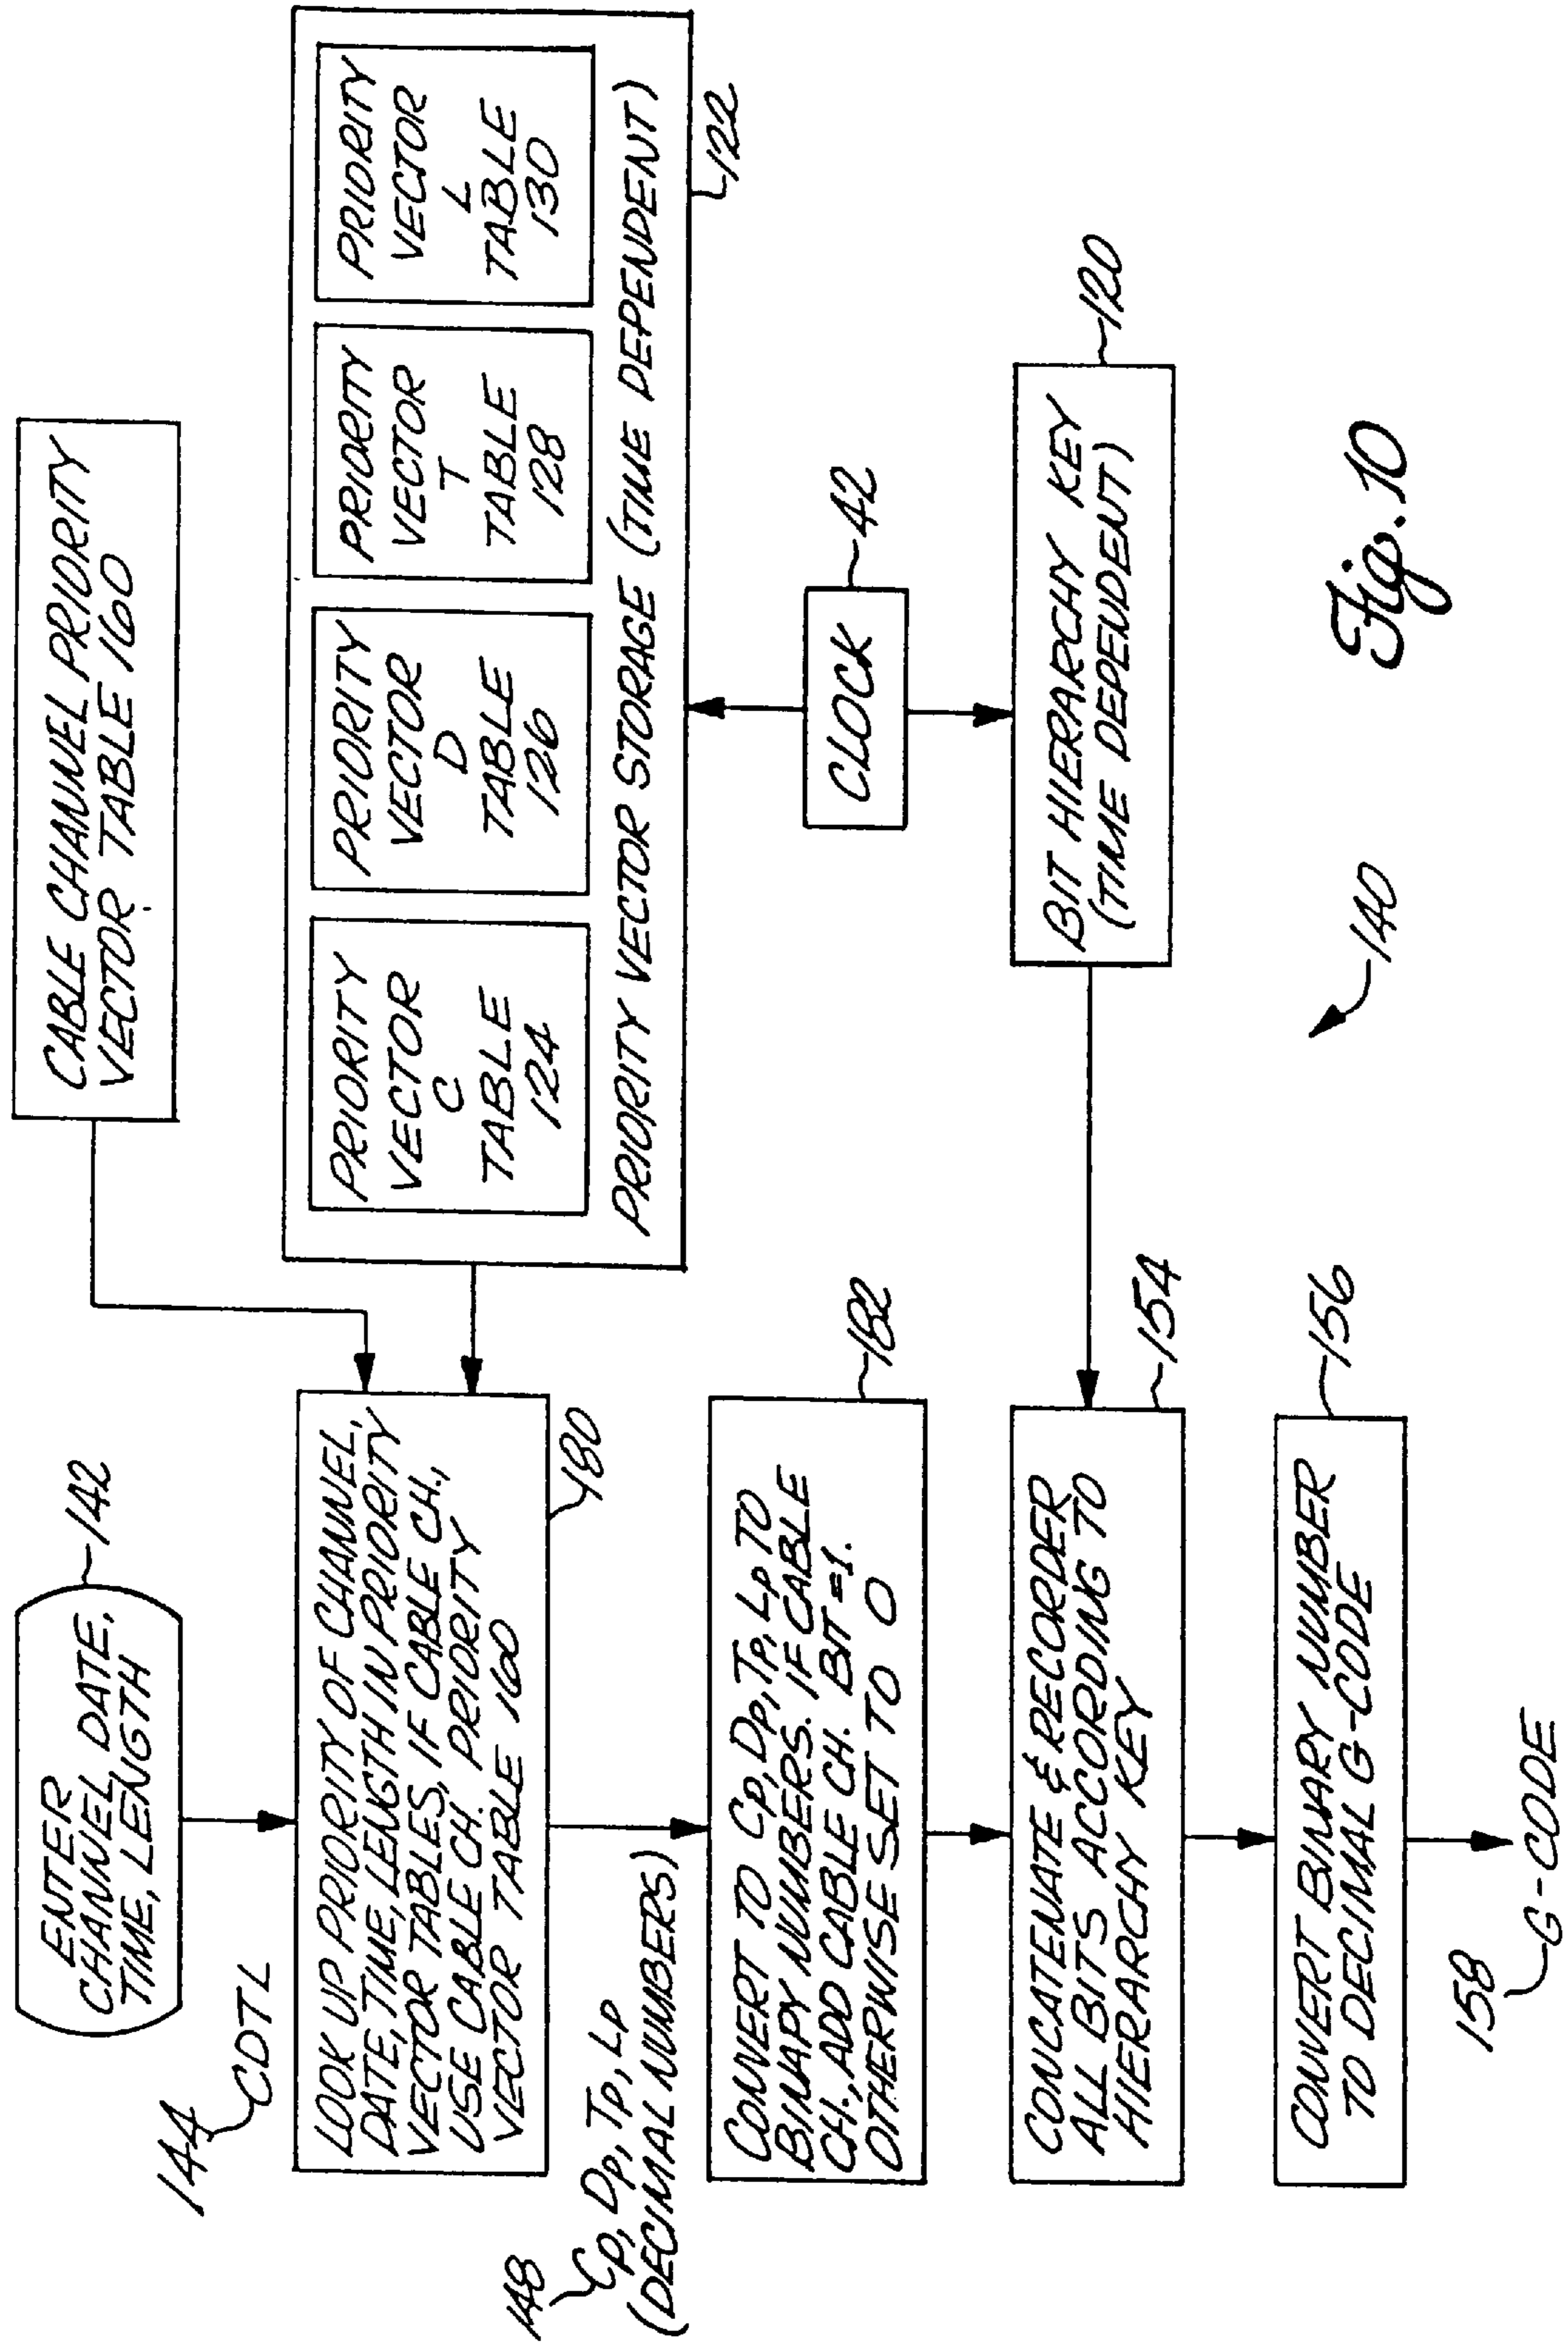 142
ENTER
CHANNEL, DATE,
TIME, LENGTH
144
CDTL
CABLE CHANNEL PRIORITY
VECTOR TABLE 160
LOOK UP PRIORITY OF CHANNEL,
DATE, TIME, LENGTH IN PRIORITY
VECTOR TABLES, IF CABLE CH.,
USE CABLE CH. PRIORITY
VECTOR TABLE 160
180
PRIORITY
VECTOR
C
TABLE
124
PRIORITY
VECTOR
D
TABLE
126
PRIORITY
VECTOR
T
TABLE
128
PRIORITY
VECTOR
L
TABLE
130
PRIORITY VECTOR STORAGE (TIME DEPENDENT)
122
148
Cp, Dp, Tp, Lp
(DECIMAL NUMBERS)
CONVERT TO Cp, Dp, Tp, Lp TO
BINAPY NUMBERS. IF CABLE
CH., ADD CABLE CH. BIT = 1.
OTHERWISE SET TO 0
182
CLOCK
42
CONCATENATE & RECORDER
ALL BITS ACCORDING TO
HIERARCHY KEY
154
BIT HIERARCHY KEY
(TIME DEPENDENT)
120
CONVERT BINARY NUMBER
TO DECIMAL G-CODE
156
140
158
G-CODE
Fig. 10